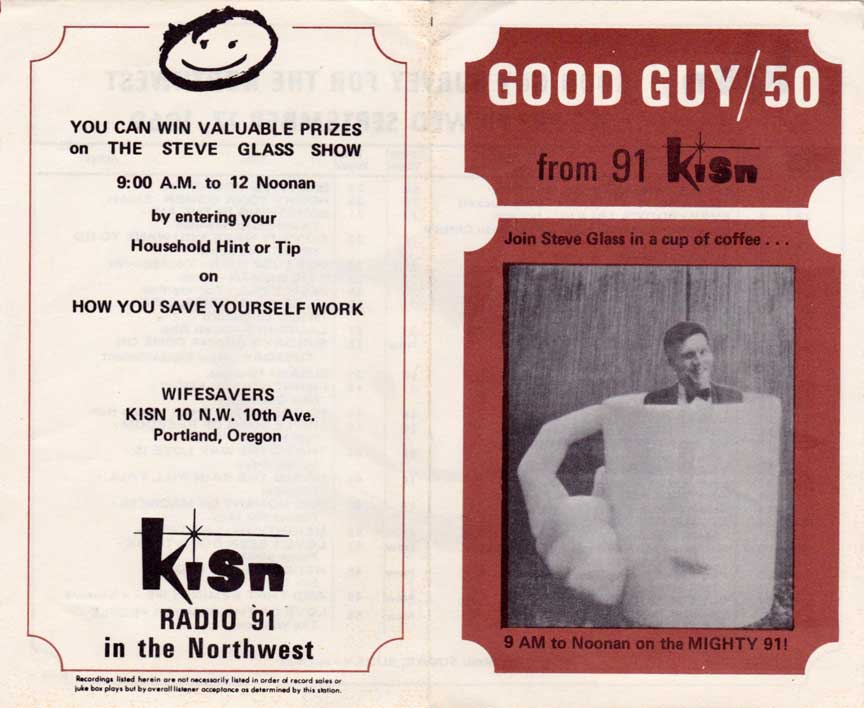 YOU CAN WIN VALUABLE PRIZES
on THE STEVE GLASS SHOW
9:00 A.M. to 12 Noonan
by entering your
Household Hint or Tip
on
HOW YOU SAVE YOURSELF WORK
WIFESAVERS
KISN 10 N.W. 10th Ave.
Portland, Oregon
kisn
RADIO '91
in the Northwest
Recordings listed herein are not necessarily listed in order of record sales or
juke box plays but by overall listener acceptance as determined by this station.
GOOD GUY/50
from 91 kisn
Join Steve Glass in a cup of coffee . . .
9 AM to Noonan on the MIGHTY 91!